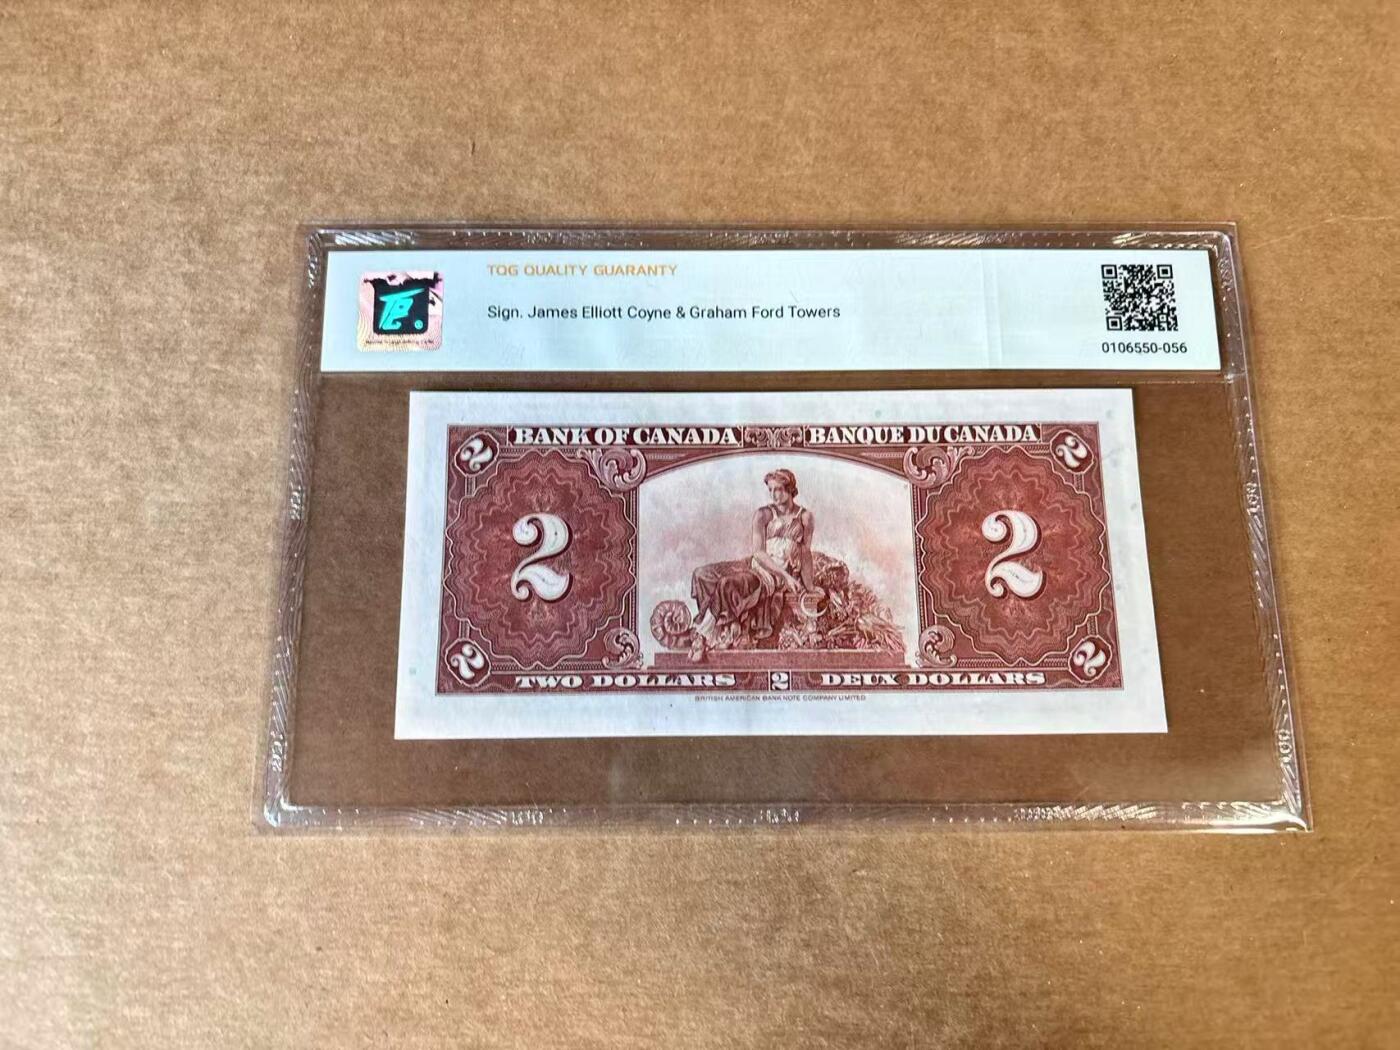 TQG QUALITY GUARANTY
Sign. James Elliott Coyne & Graham Ford Towers
0106550-056
2 BANK OF CANADA BANQUE DU CANADA 2
2 2
2 TWO DOLLARS 2 DEUX DOLLARS 2
BRITISH AMERICAN BANK NOTE COMPANY LIMITED